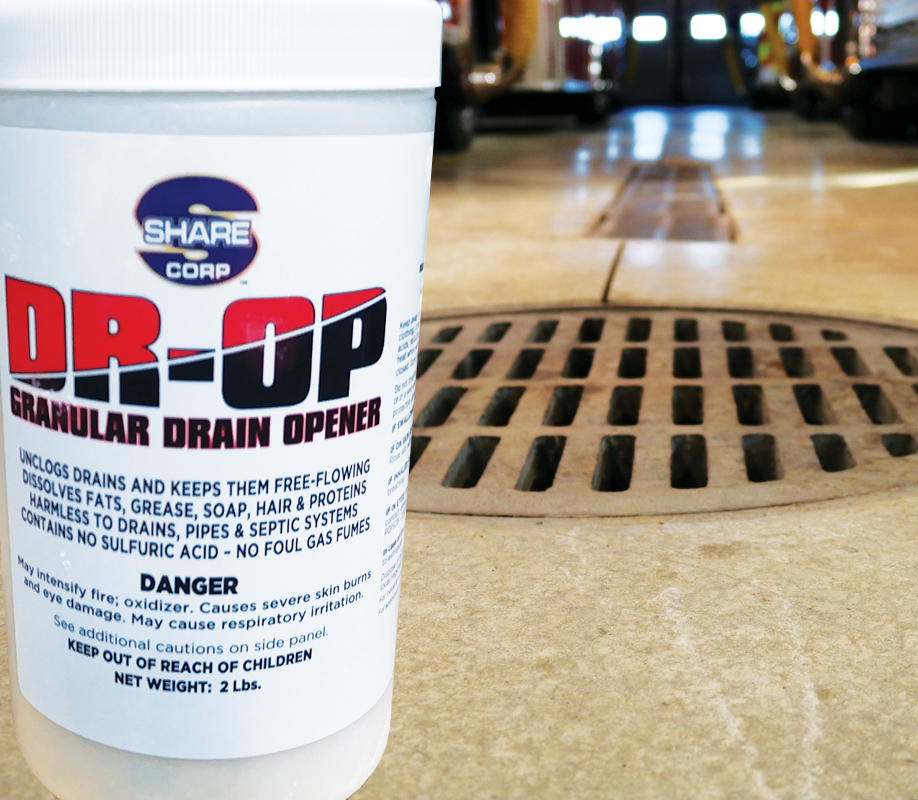 SHARE
CORP
™
DR-OP
GRANULAR DRAIN OPENER
UNCLOGS DRAINS AND KEEPS THEM FREE-FLOWING
DISSOLVES FATS, GREASE, SOAP, HAIR & PROTEINS
HARMLESS TO DRAINS, PIPES & SEPTIC SYSTEMS
CONTAINS NO SULFURIC ACID – NO FOUL GAS FUMES
DANGER
May intensify fire; oxidizer. Causes severe skin burns
and eye damage. May cause respiratory irritation.
See additional cautions on side panel.
KEEP OUT OF REACH OF CHILDREN
NET WEIGHT: 2 Lbs.